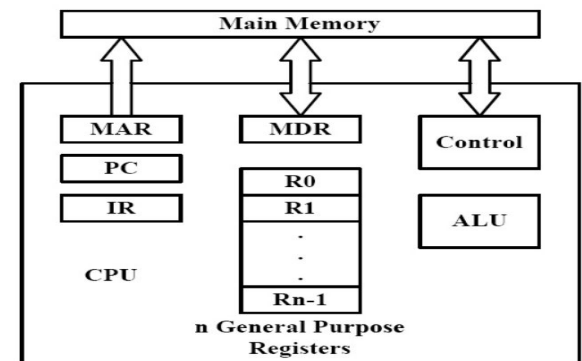 Main Memory
MAR
MDR
Control
PC
IR
R0
R1
.
.
.
Rn-1
ALU
CPU
n General Purpose
Registers